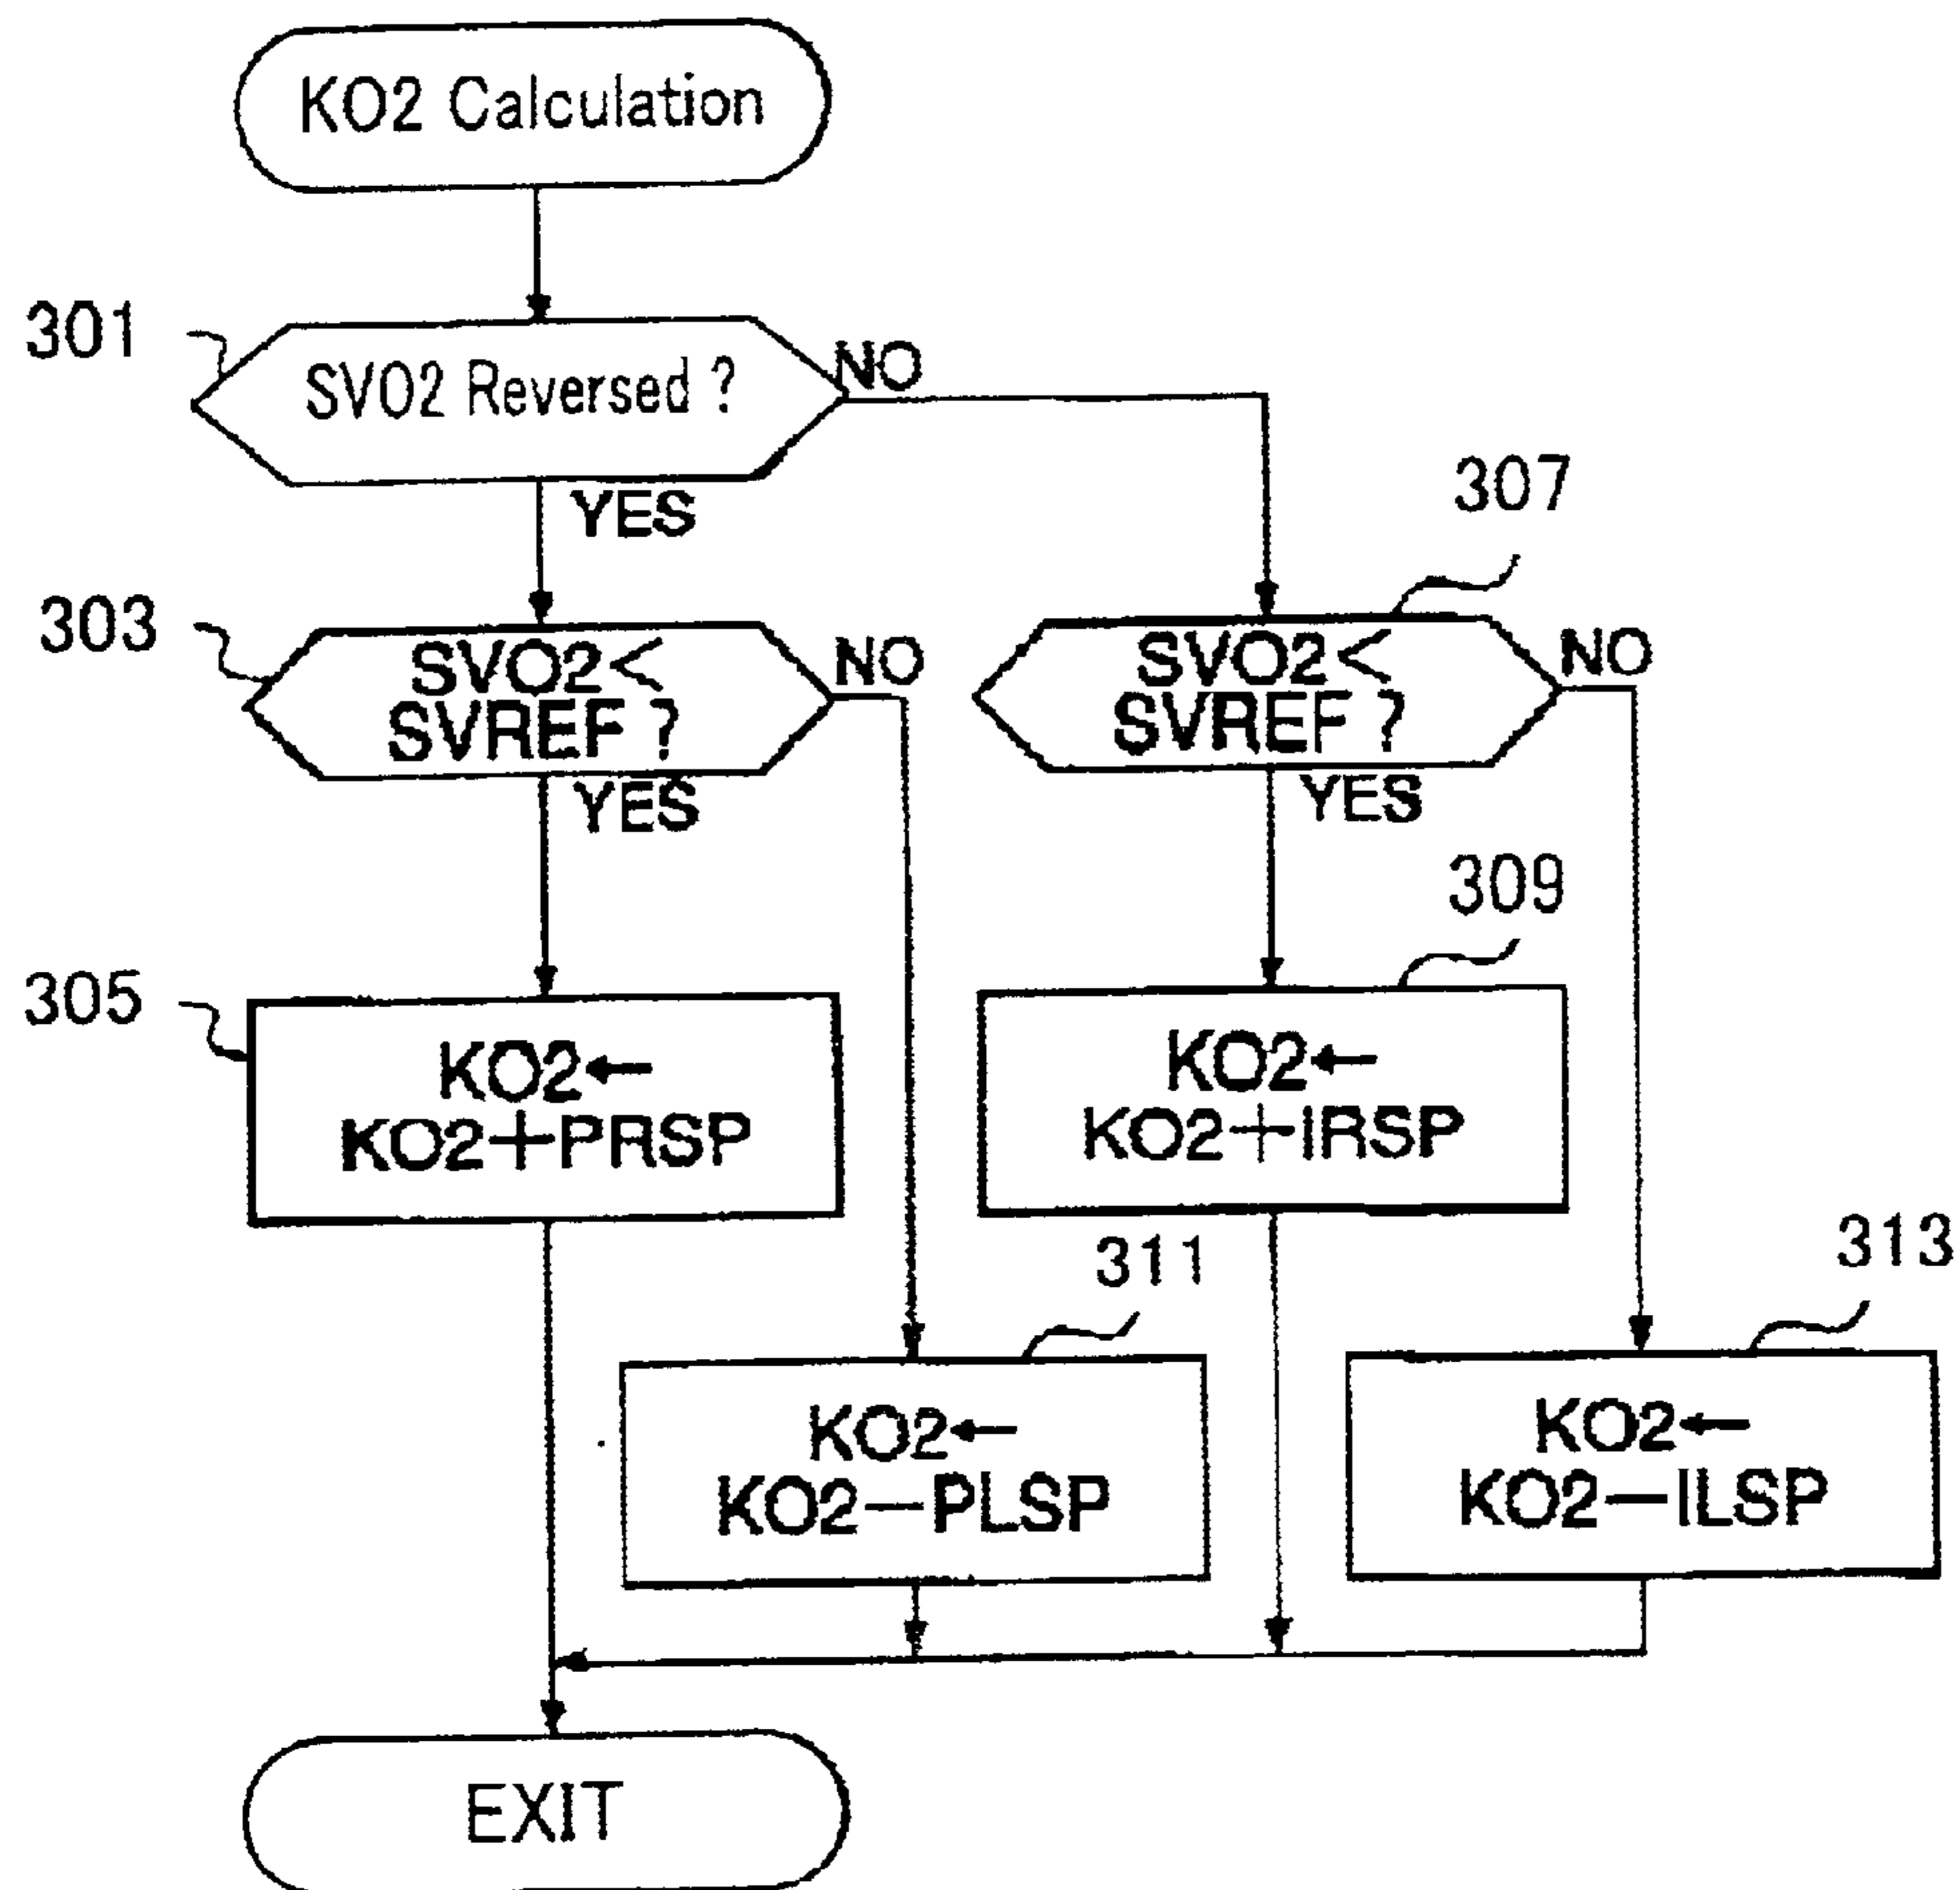 KO2 Calculation
301
SVO2 Reversed ?
NO
YES
307
303
SVO2<
SVREF ?
NO
YES
SVO2<
SVREF ?
NO
YES
309
305
KO2←
KO2+PRSP
KO2←
KO2+IRSP
311
313
KO2←
KO2−PLSP
KO2←
KO2−ILSP
EXIT